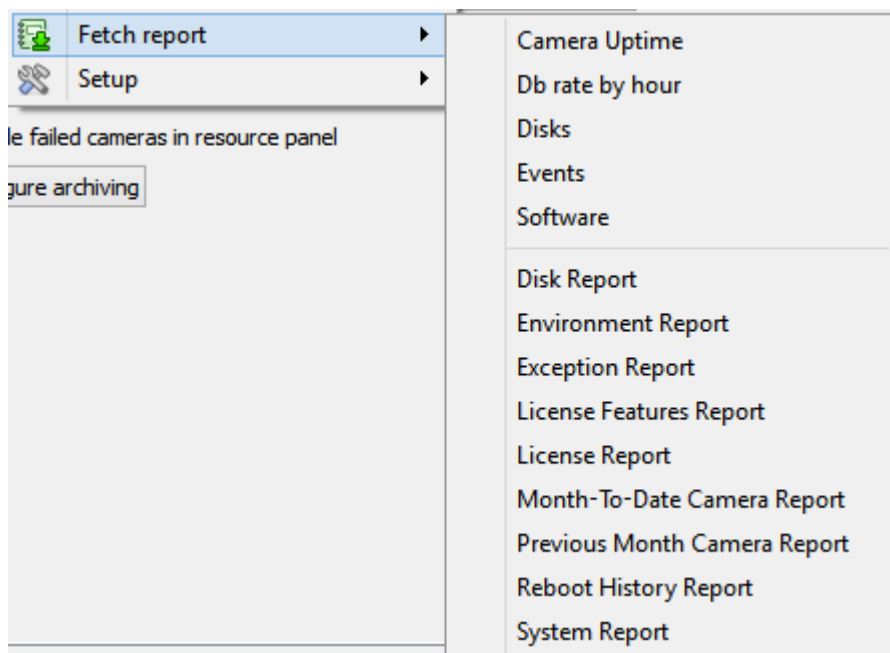 Fetch report
Setup
le failed cameras in resource panel
gure archiving
Camera Uptime
Db rate by hour
Disks
Events
Software
Disk Report
Environment Report
Exception Report
License Features Report
License Report
Month-To-Date Camera Report
Previous Month Camera Report
Reboot History Report
System Report